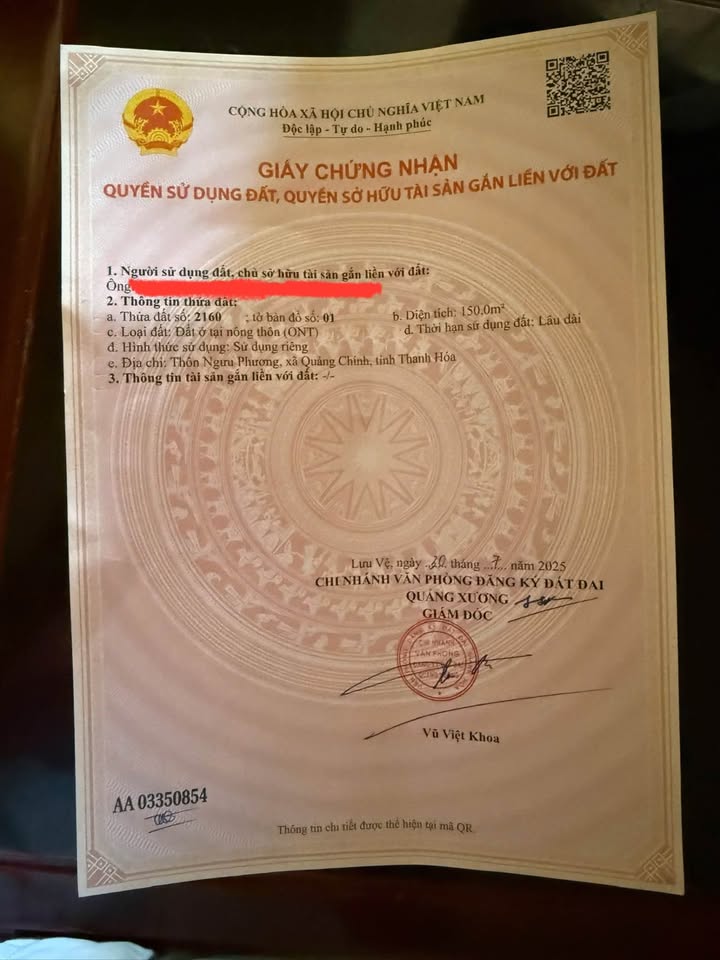 CỘNG HÒA XÃ HỘI CHỦ NGHĨA VIỆT NAM
Độc lập - Tự do - Hạnh phúc
GIẤY CHỨNG NHẬN
QUYỀN SỬ DỤNG ĐẤT, QUYỀN SỞ HỮU TÀI SẢN GẮN LIỀN VỚI ĐẤT
1. Người sử dụng đất, chủ sở hữu tài sản gắn liền với đất:
Ông
2. Thông tin thửa đất:
a. Thửa đất số: 2160 ; tờ bản đồ số: 01 b. Diện tích: 150,0m²
c. Loại đất: Đất ở tại nông thôn (ONT) d. Thời hạn sử dụng đất: Lâu dài
đ. Hình thức sử dụng: Sử dụng riêng
e. Địa chỉ: Thôn Ngưu Phương, xã Quảng Chính, tỉnh Thanh Hóa
3. Thông tin tài sản gắn liền với đất: -/-
Lưu Vệ, ngày 30 tháng 7 năm 2025
CHI NHÁNH VĂN PHÒNG ĐĂNG KÝ ĐẤT ĐAI
QUẢNG XƯƠNG
GIÁM ĐỐC
CHI NHÁNH
VĂN PHÒNG
Vũ Việt Khoa
AA 03350854
Thông tin chi tiết được thể hiện tại mã QR.